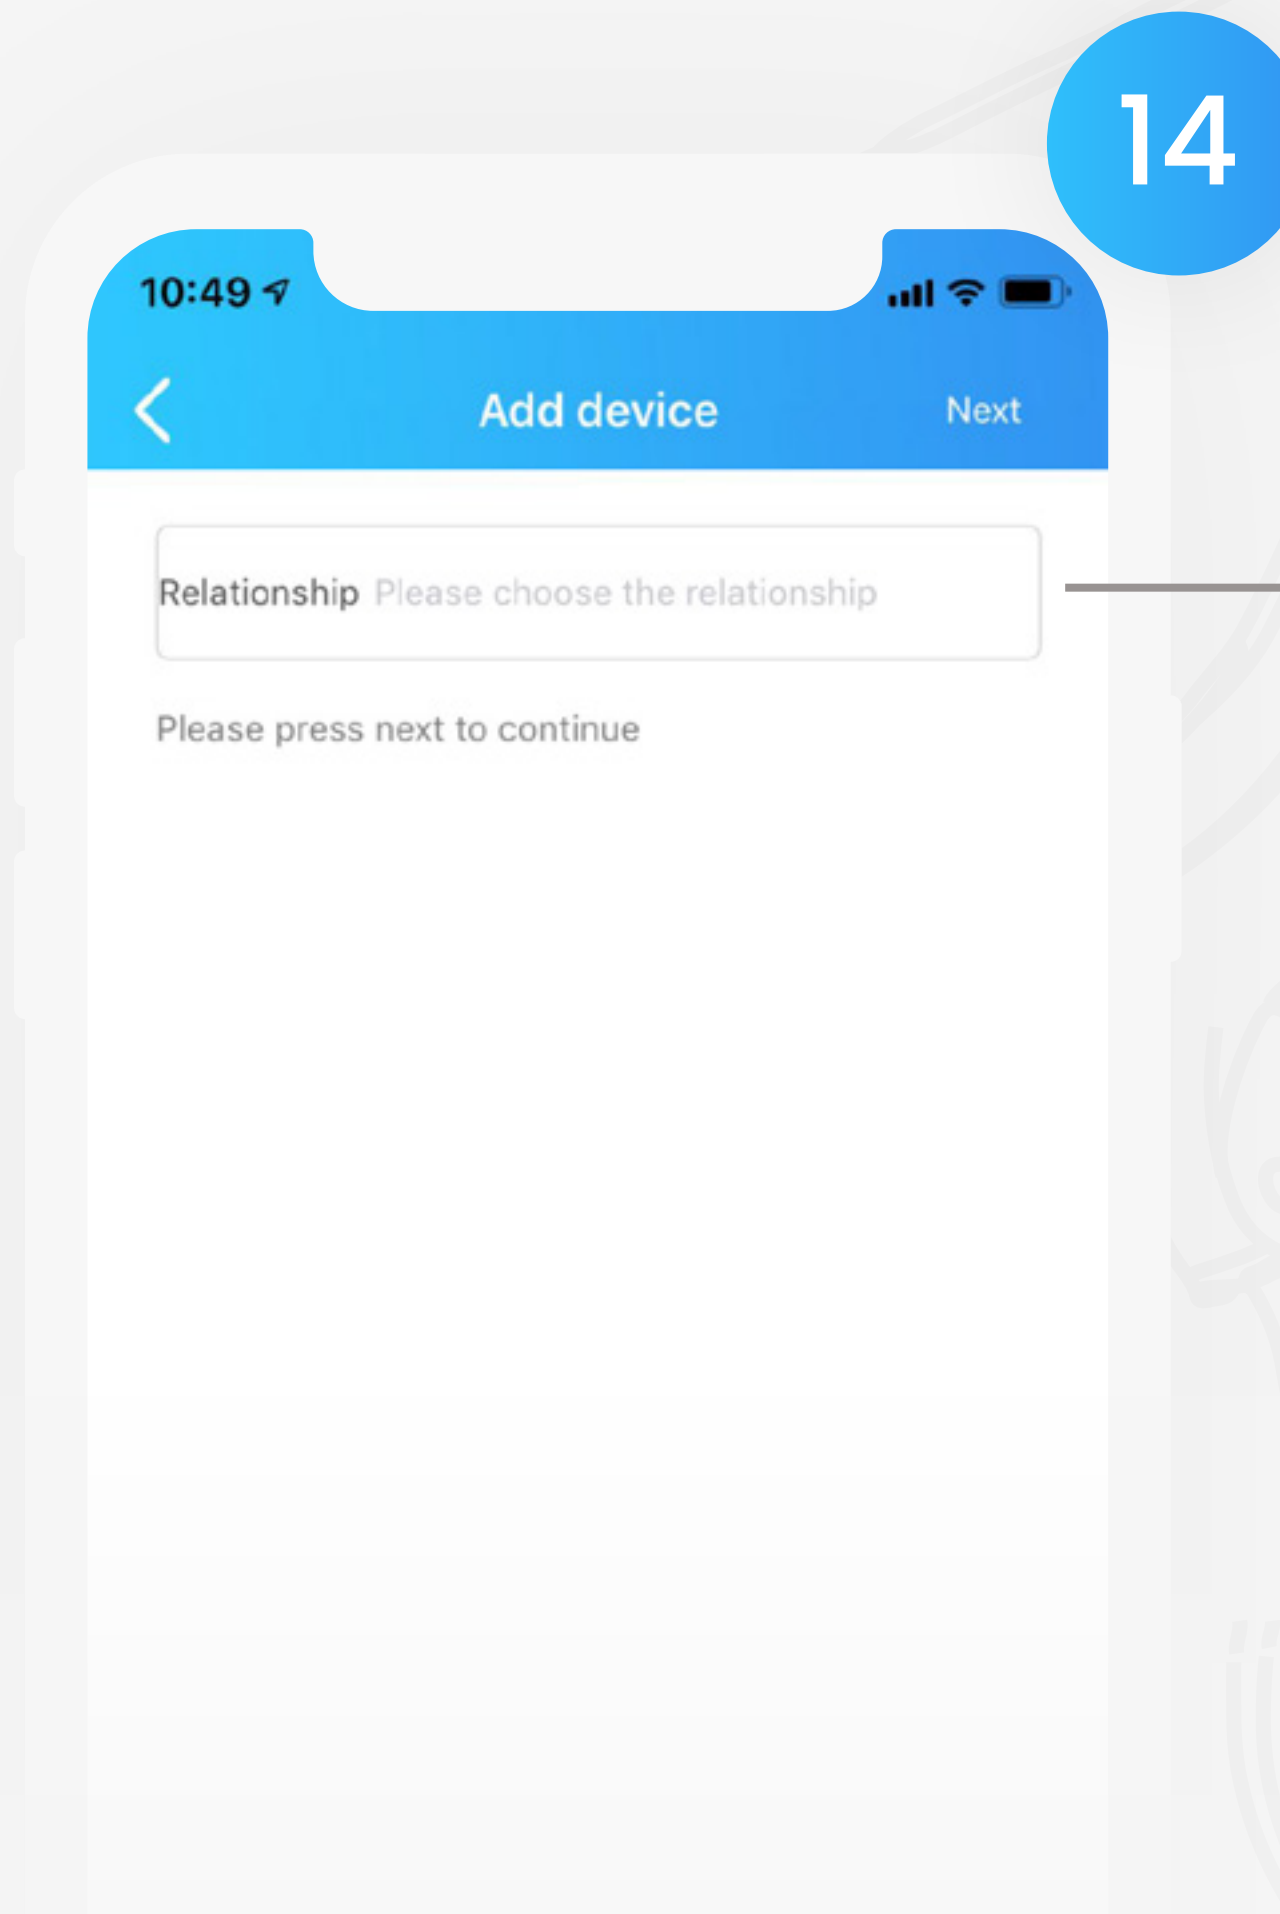 14
10:49
Add device
Next
Relationship Please choose the relationship
Please press next to continue